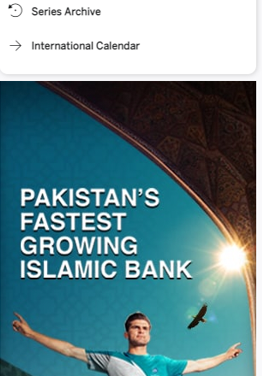 Series Archive
International Calendar
PAKISTAN'S
FASTEST
GROWING
ISLAMIC BANK